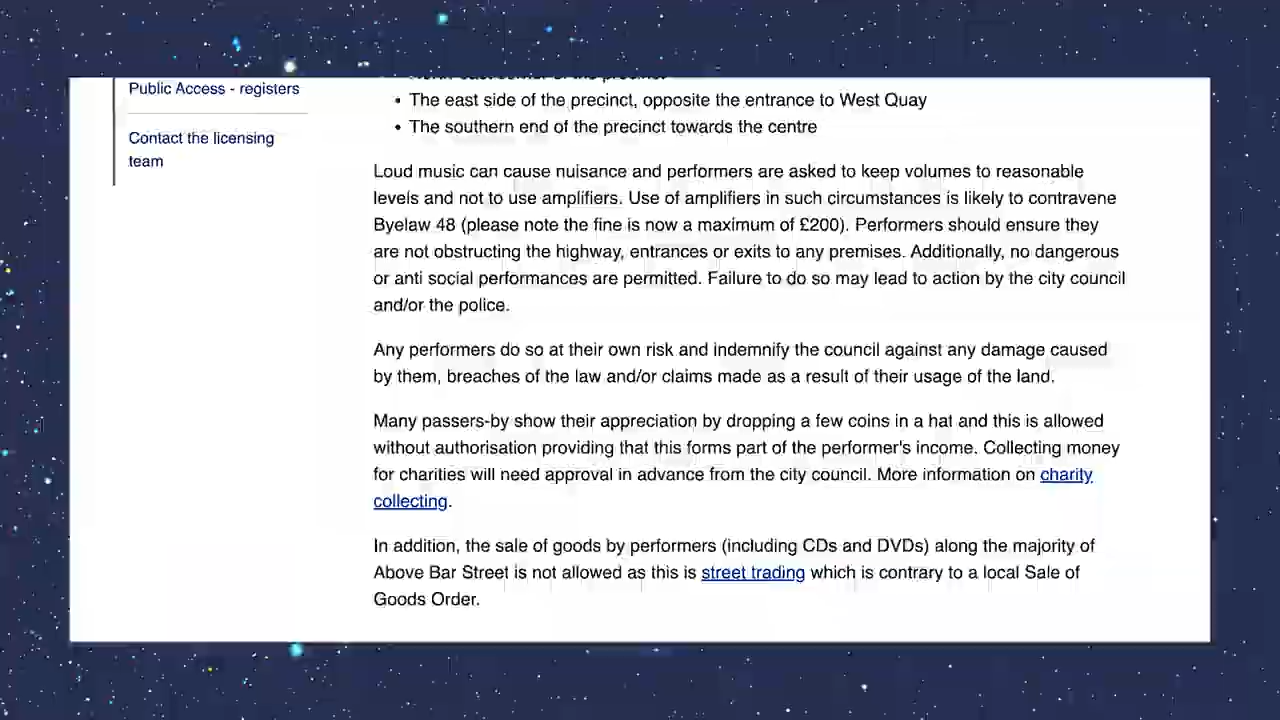 Public Access - registers
Contact the licensing
team
North-east corner of the precinct
• The east side of the precinct, opposite the entrance to West Quay
• The southern end of the precinct towards the centre
Loud music can cause nuisance and performers are asked to keep volumes to reasonable
levels and not to use amplifiers. Use of amplifiers in such circumstances is likely to contravene
Byelaw 48 (please note the fine is now a maximum of £200). Performers should ensure they
are not obstructing the highway, entrances or exits to any premises. Additionally, no dangerous
or anti social performances are permitted. Failure to do so may lead to action by the city council
and/or the police.
Any performers do so at their own risk and indemnify the council against any damage caused
by them, breaches of the law and/or claims made as a result of their usage of the land.
Many passers-by show their appreciation by dropping a few coins in a hat and this is allowed
without authorisation providing that this forms part of the performer's income. Collecting money
for charities will need approval in advance from the city council. More information on charity
collecting.
In addition, the sale of goods by performers (including CDs and DVDs) along the majority of
Above Bar Street is not allowed as this is street trading which is contrary to a local Sale of
Goods Order.